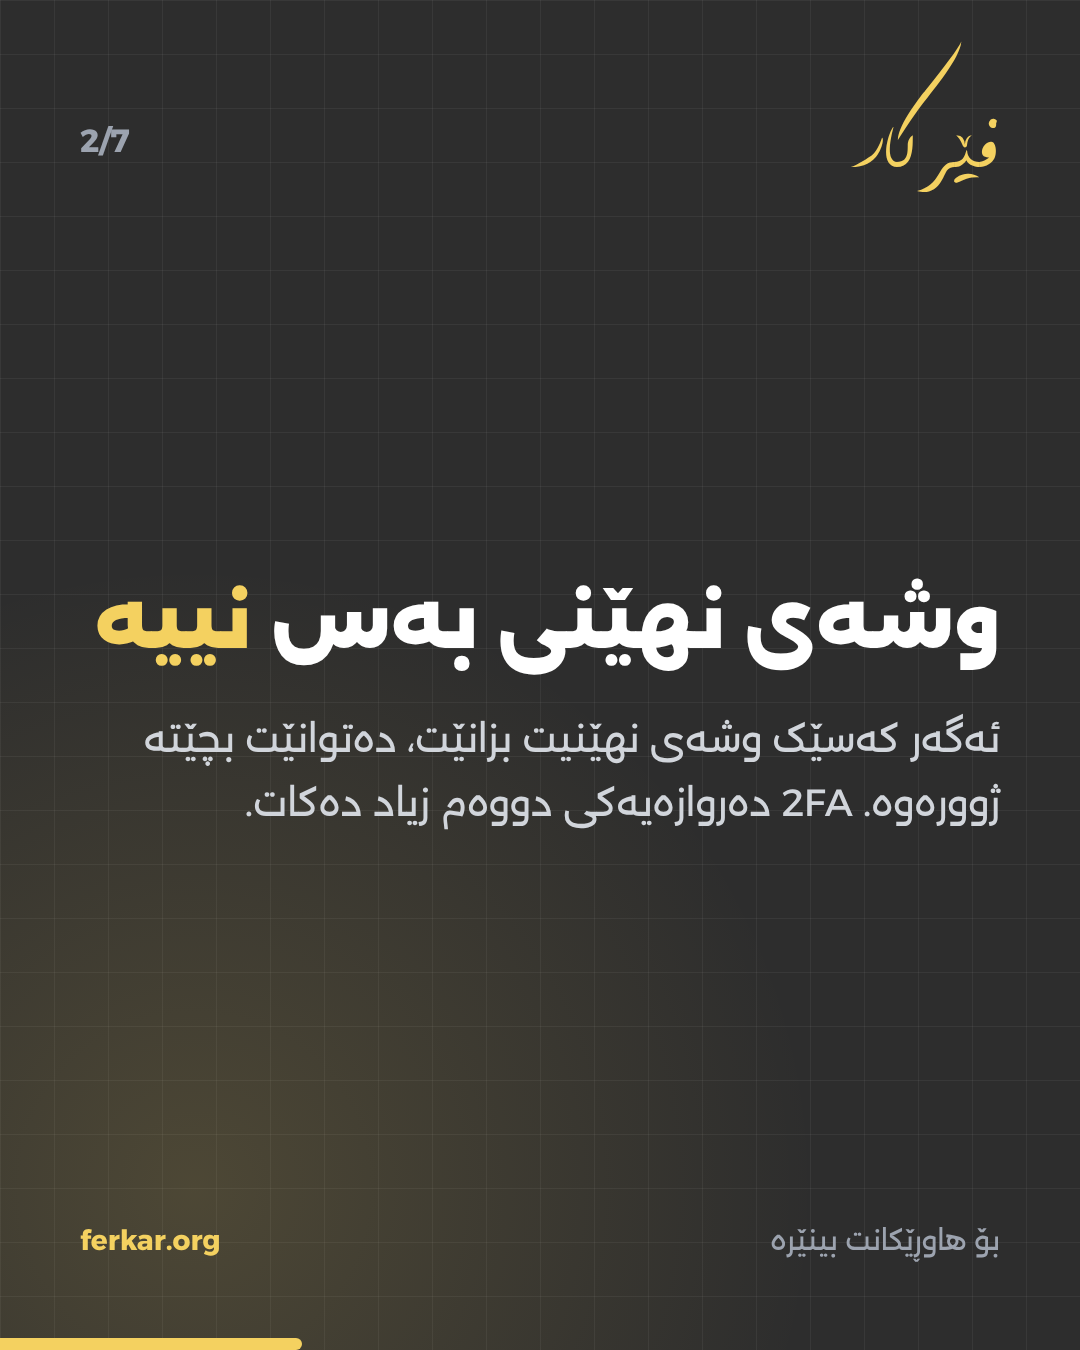 فێرکار
2/7
وشەی نهێنی بەس نییە
ئەگەر کەسێک وشەی نهێنیت بزانێت، دەتوانێت بچێتە
ژوورەوە. 2FA دەروازەیەکی دووەم زیاد دەکات.
بۆ هاوڕێکانت بینێرە
ferkar.org